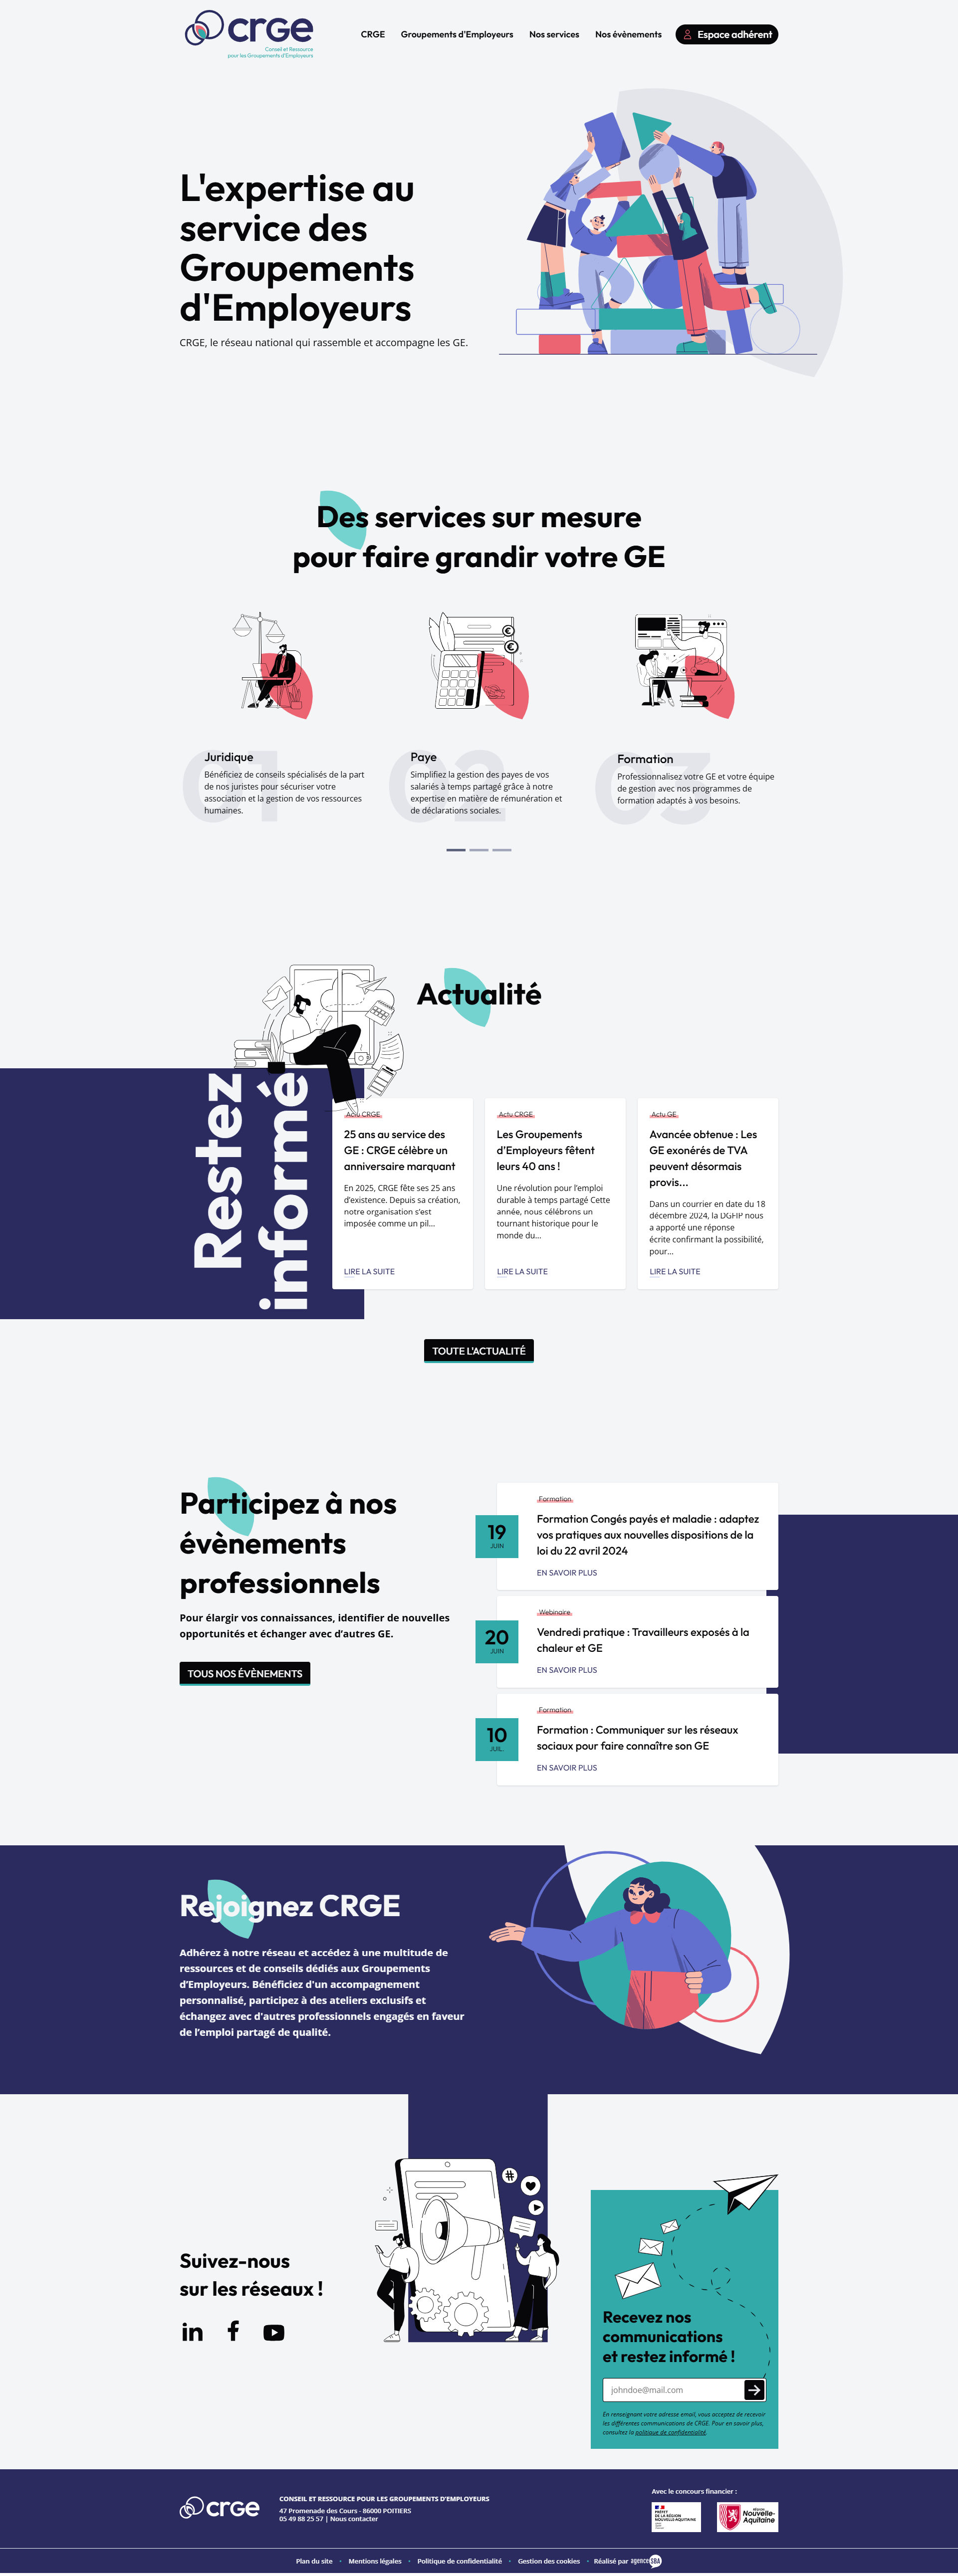 crge
Conseil et Ressource
pour les Groupements d'Employeurs
CRGE
Groupements d'Employeurs
Nos services
Nos évènements
Espace adhérent
L'expertise au
service des
Groupements
d'Employeurs
CRGE, le réseau national qui rassemble et accompagne les GE.
Des services sur mesure
pour faire grandir votre GE
01
Juridique
Bénéficiez de conseils spécialisés de la part
de nos juristes pour sécuriser votre
association et la gestion de vos ressources
humaines.
02
Paye
Simplifiez la gestion des payes de vos
salariés à temps partagé grâce à notre
expertise en matière de rémunération et
de déclarations sociales.
03
Formation
Professionnalisez votre GE et votre équipe
de gestion avec nos programmes de
formation adaptés à vos besoins.
Actualité
Restez
informé
Actu CRGE
25 ans au service des
GE : CRGE célèbre un
anniversaire marquant
En 2025, CRGE fête ses 25 ans
d'existence. Depuis sa création,
notre organisation s'est
imposée comme un pil...
LIRE LA SUITE
Actu CRGE
Les Groupements
d'Employeurs fêtent
leurs 40 ans !
Une révolution pour l'emploi
durable à temps partagé Cette
année, nous célébrons un
tournant historique pour le
monde du...
LIRE LA SUITE
Actu GE
Avancée obtenue : Les
GE exonérés de TVA
peuvent désormais
provis...
Dans un courrier en date du 18
décembre 2024, la DGFIP nous
a apporté une réponse
écrite confirmant la possibilité,
pour...
LIRE LA SUITE
TOUTE L'ACTUALITÉ
Participez à nos
évènements
professionnels
Pour élargir vos connaissances, identifier de nouvelles
opportunités et échanger avec d'autres GE.
TOUS NOS ÉVÈNEMENTS
19
JUIN
Formation
Formation Congés payés et maladie : adaptez
vos pratiques aux nouvelles dispositions de la
loi du 22 avril 2024
EN SAVOIR PLUS
20
JUIN
Webinaire
Vendredi pratique : Travailleurs exposés à la
chaleur et GE
EN SAVOIR PLUS
10
JUIL.
Formation
Formation : Communiquer sur les réseaux
sociaux pour faire connaître son GE
EN SAVOIR PLUS
Rejoignez CRGE
Adhérez à notre réseau et accédez à une multitude de
ressources et de conseils dédiés aux Groupements
d'Employeurs. Bénéficiez d'un accompagnement
personnalisé, participez à des ateliers exclusifs et
échangez avec d'autres professionnels engagés en faveur
de l'emploi partagé de qualité.
Suivez-nous
sur les réseaux !
Recevez nos
communications
et restez informé !
johndoe@mail.com
En renseignant votre adresse email, vous acceptez de recevoir
les différentes communications de CRGE. Pour en savoir plus,
consultez la politique de confidentialité.
crge
CONSEIL ET RESSOURCE POUR LES GROUPEMENTS D'EMPLOYEURS
47 Promenade des Cours - 86000 POITIERS
05 49 88 25 57 | Nous contacter
Avec le concours financier :
PRÉFET
DE LA RÉGION
NOUVELLE-AQUITAINE
RÉGION
Nouvelle-
Aquitaine
Plan du site • Mentions légales • Politique de confidentialité • Gestion des cookies • Réalisé par agence SBA